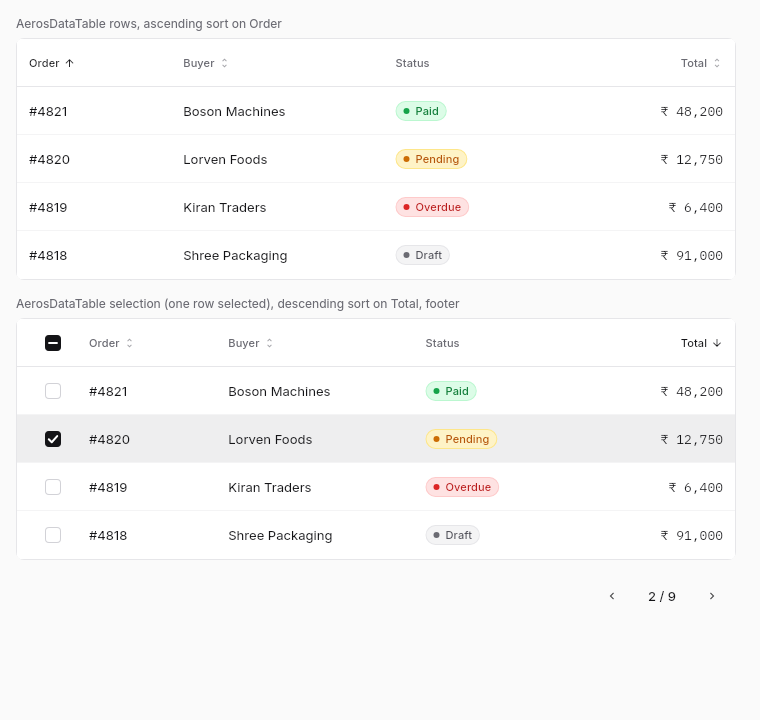 AerosDataTable rows, ascending sort on Order
Order Buyer Status Total
#4821 Boson Machines Paid ₹ 48,200
#4820 Lorven Foods Pending ₹ 12,750
#4819 Kiran Traders Overdue ₹ 6,400
#4818 Shree Packaging Draft ₹ 91,000
AerosDataTable selection (one row selected), descending sort on Total, footer
Order Buyer Status Total
#4821 Boson Machines Paid ₹ 48,200
#4820 Lorven Foods Pending ₹ 12,750
#4819 Kiran Traders Overdue ₹ 6,400
#4818 Shree Packaging Draft ₹ 91,000
2 / 9